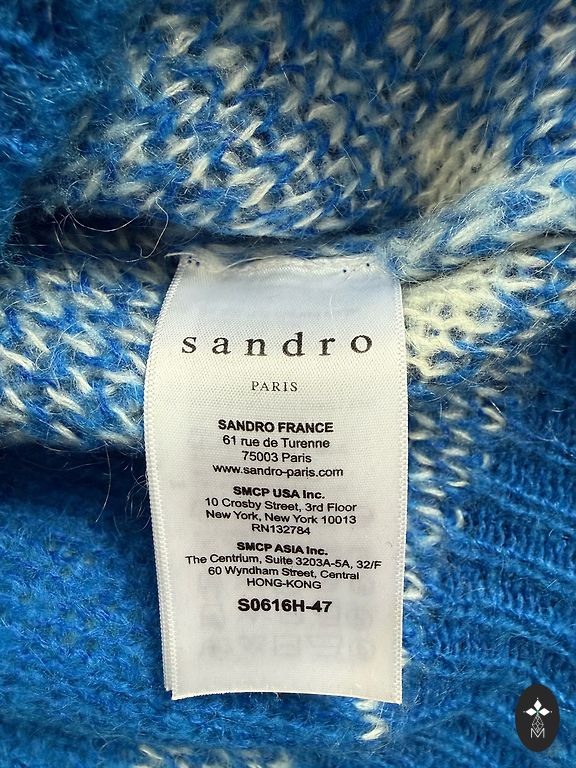 sandro
PARIS
SANDRO FRANCE
61 rue de Turenne
75003 Paris
www.sandro-paris.com
SMCP USA Inc.
10 Crosby Street, 3rd Floor
New York, New York 10013
RN132784
SMCP ASIA Inc.
The Centrium, Suite 3203A-5A, 32/F
60 Wyndham Street, Central
HONG-KONG
S0616H-47
M